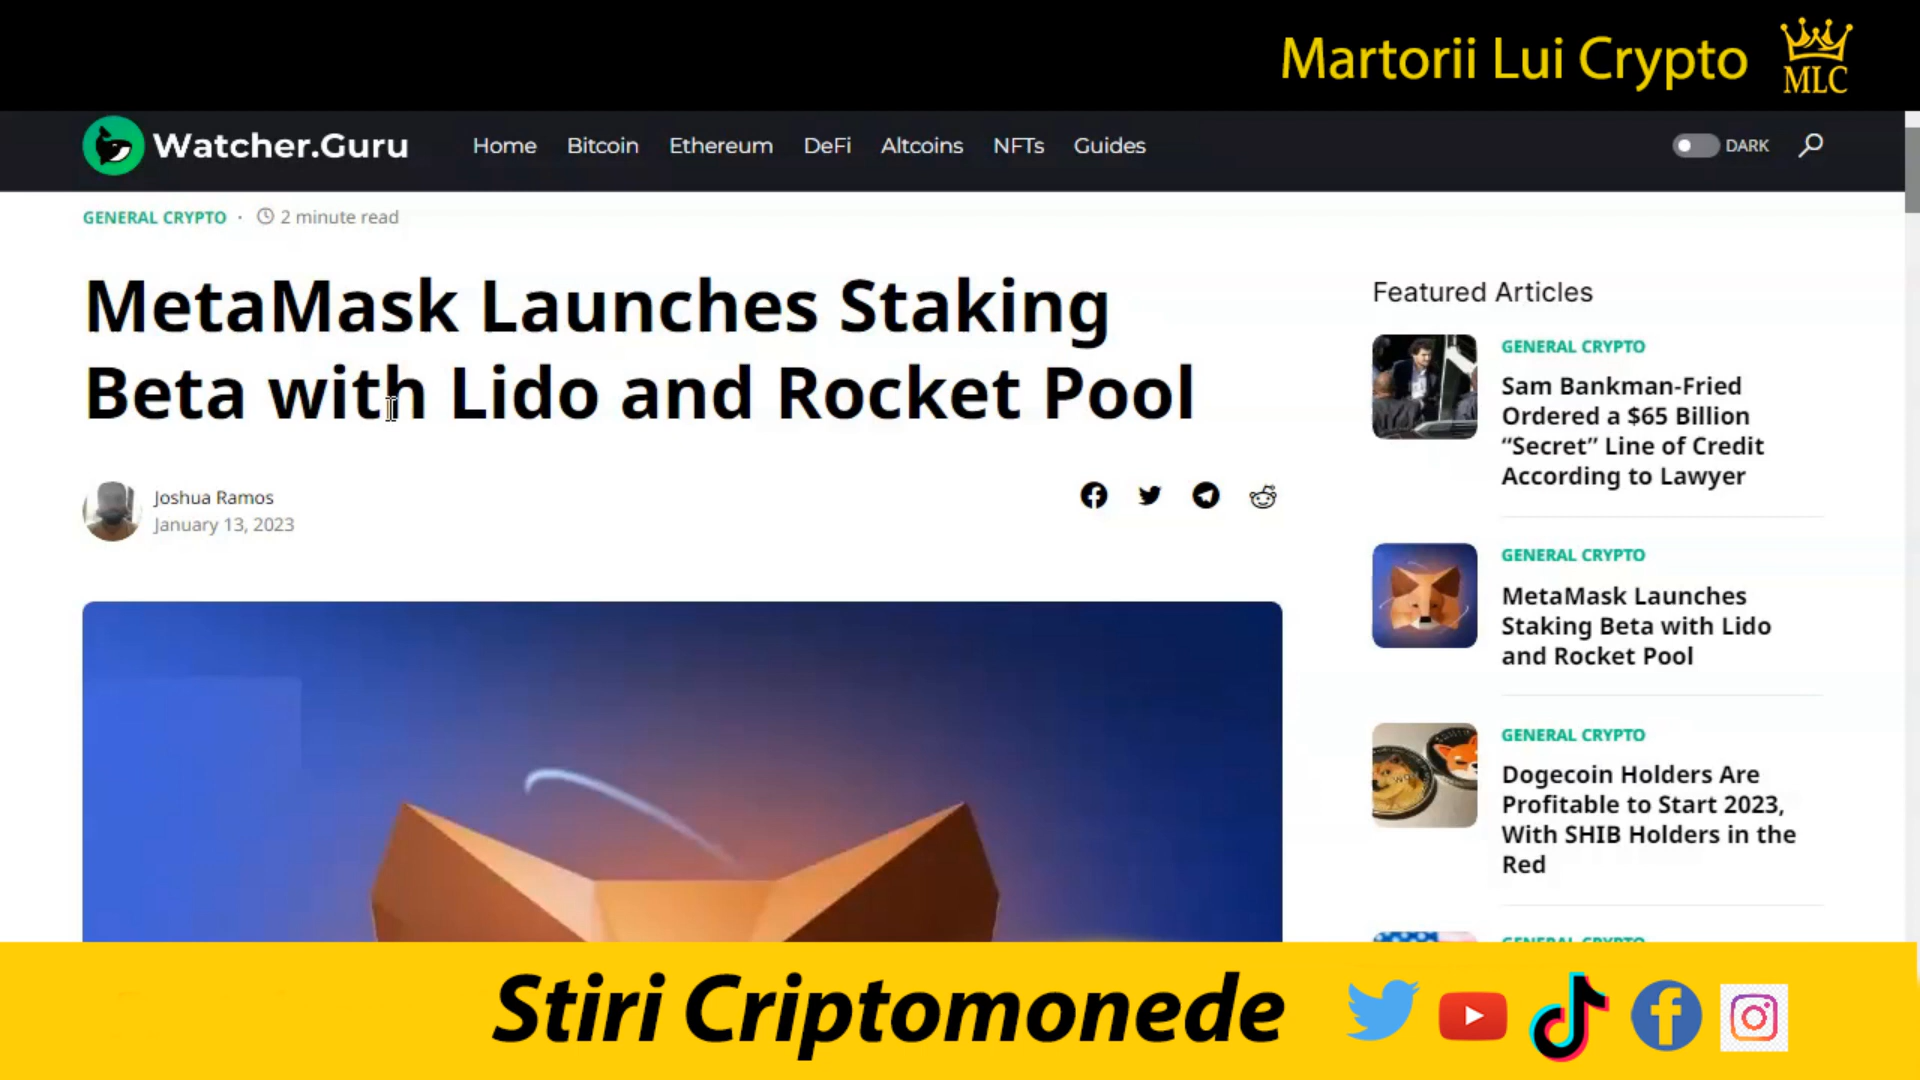 Martorii Lui Crypto
MLC
Watcher.Guru
Home Bitcoin Ethereum DeFi Altcoins NFTs Guides
DARK
GENERAL CRYPTO · 2 minute read
MetaMask Launches Staking
Beta with Lido and Rocket Pool
Joshua Ramos
January 13, 2023
Featured Articles
GENERAL CRYPTO
Sam Bankman-Fried
Ordered a $65 Billion
“Secret” Line of Credit
According to Lawyer
GENERAL CRYPTO
MetaMask Launches
Staking Beta with Lido
and Rocket Pool
GENERAL CRYPTO
Dogecoin Holders Are
Profitable to Start 2023,
With SHIB Holders in the
Red
GENERAL CRYPTO
Stiri Criptomonede